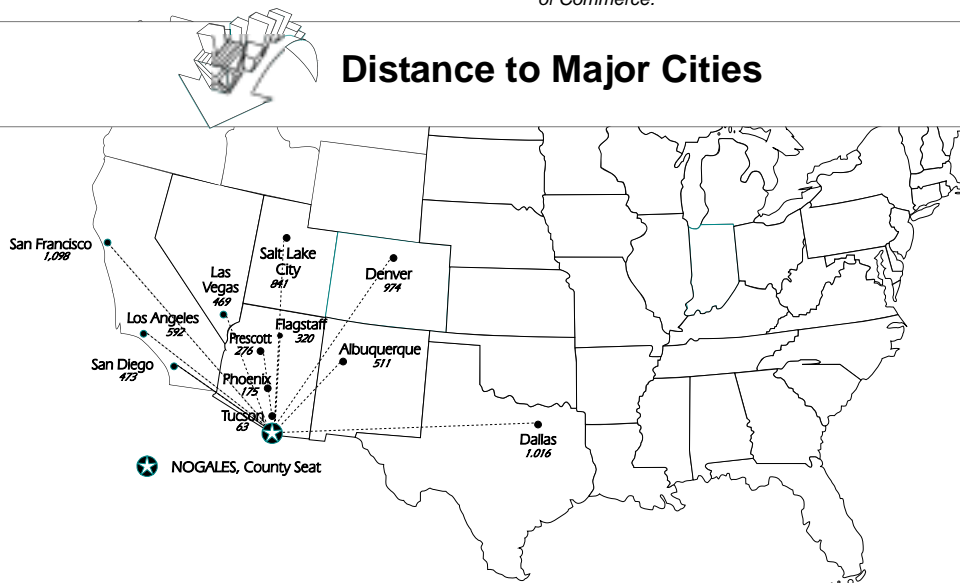 of Commerce.
Distance to Major Cities
San Francisco
1,098
Salt Lake
City
841
Denver
974
Las
Vegas
469
Los Angeles
592
Flagstaff
320
Prescott
276
Albuquerque
511
San Diego
473
Phoenix
175
Tucson
63
Dallas
1.016
NOGALES, County Seat